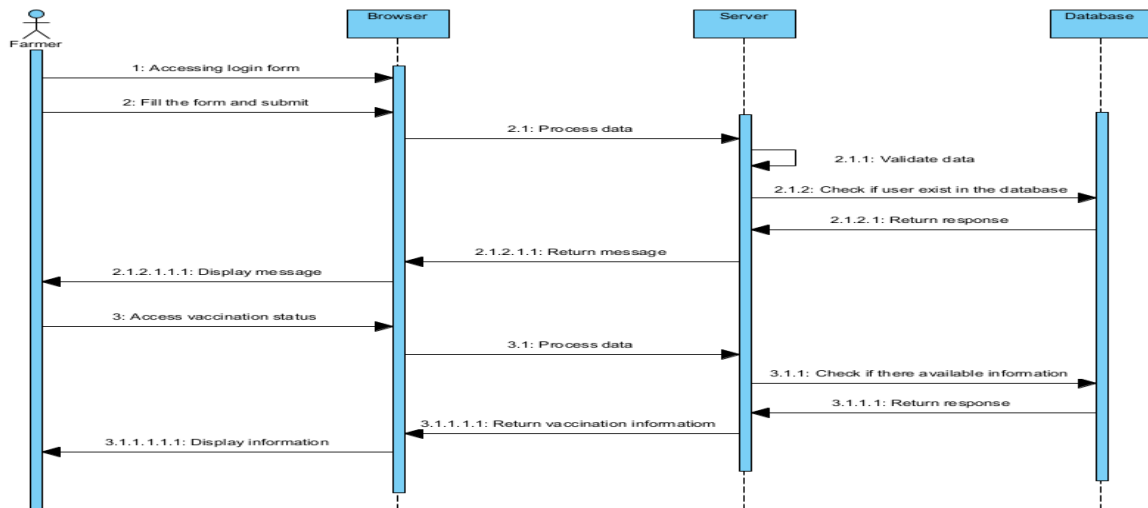 Browser
Server
Database
Farmer
1: Accessing login form
2: Fill the form and submit
2.1: Process data
2.1.1: Validate data
2.1.2: Check if user exist in the database
2.1.2.1: Return response
2.1.2.1.1: Return message
2.1.2.1.1.1: Display message
3: Access vaccination status
3.1: Process data
3.1.1: Check if there available information
3.1.1.1: Return response
3.1.1.1.1: Return vaccination informatiom
3.1.1.1.1.1: Display information